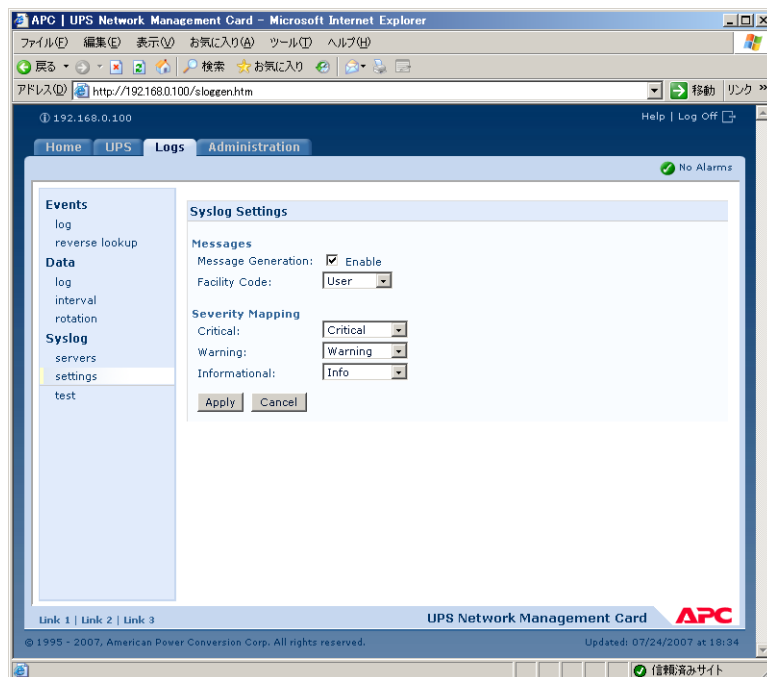 APC | UPS Network Management Card - Microsoft Internet Explorer
ファイル(F) 編集(E) 表示(V) お気に入り(A) ツール(T) ヘルプ(H)
戻る 検索 お気に入り
アドレス(D) http://192.168.0.100/sloggen.htm 移動 リンク »
192.168.0.100 Help | Log Off
Home UPS Logs Administration
No Alarms
Events
log
reverse lookup
Data
log
interval
rotation
Syslog
servers
settings
test
Syslog Settings
Messages
Message Generation: Enable
Facility Code: User
Severity Mapping
Critical: Critical
Warning: Warning
Informational: Info
Apply Cancel
Link 1 | Link 2 | Link 3
UPS Network Management Card APC
© 1995 - 2007, American Power Conversion Corp. All rights reserved. Updated: 07/24/2007 at 18:34
信頼済みサイト